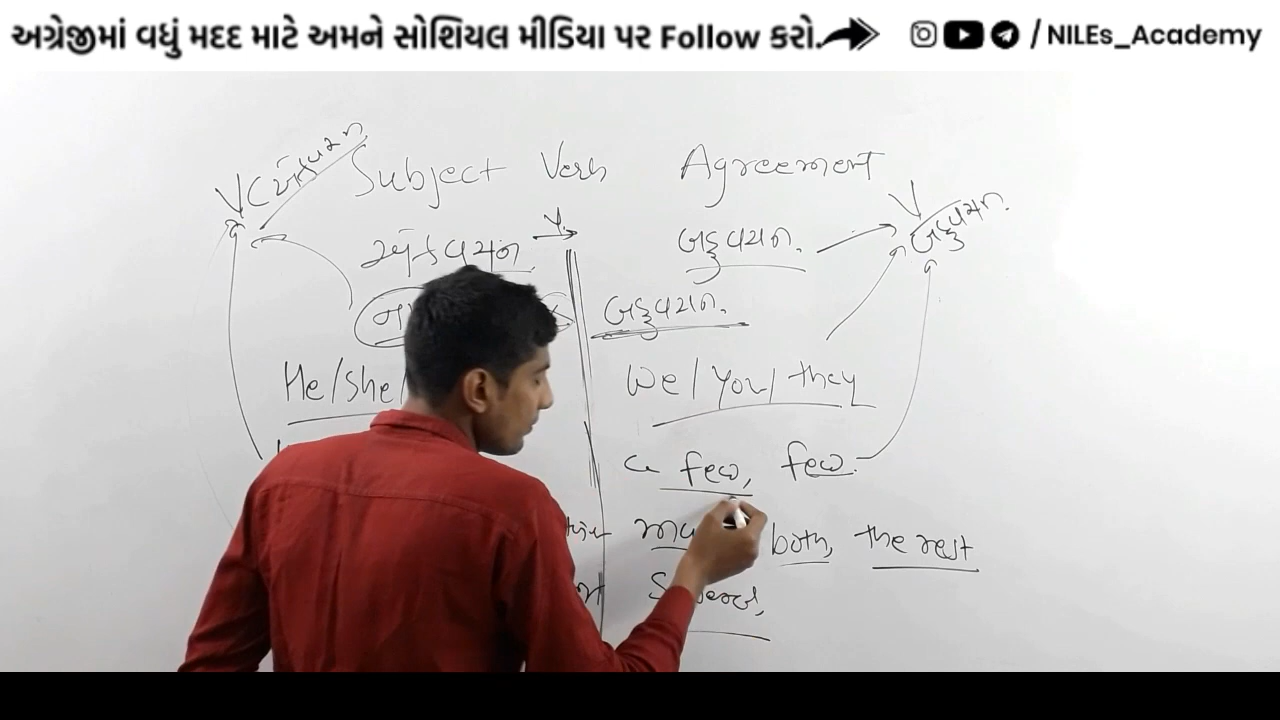 અગ્રેજીમાં વધું મદદ માટે અમને સોશિયલ મીડિયા પર Follow કરો. / NILEs_Academy
Subject Verb Agreement
V
એકવચન
V
બહુવચન.
એકવચન
બહુવચન.
બહુવચન.
He/She/
We/You/they
a few, few
both, the rest